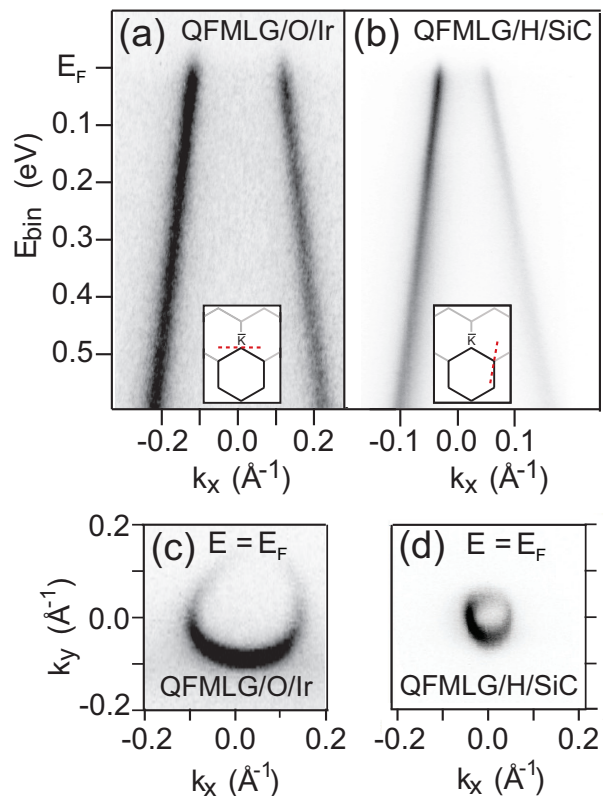 (a) QFMLG/O/Ir
(b) QFMLG/H/SiC
E_F
0.1
0.2
0.3
0.4
0.5
E_bin (eV)
K̅
K̅
-0.2 0.0 0.2
-0.1 0.0 0.1
k_x (Å⁻¹)
k_x (Å⁻¹)
(c) E = E_F
(d) E = E_F
0.2
0.0
-0.2
k_y (Å⁻¹)
QFMLG/O/Ir
QFMLG/H/SiC
-0.2 0.0 0.2
-0.2 0.0 0.2
k_x (Å⁻¹)
k_x (Å⁻¹)